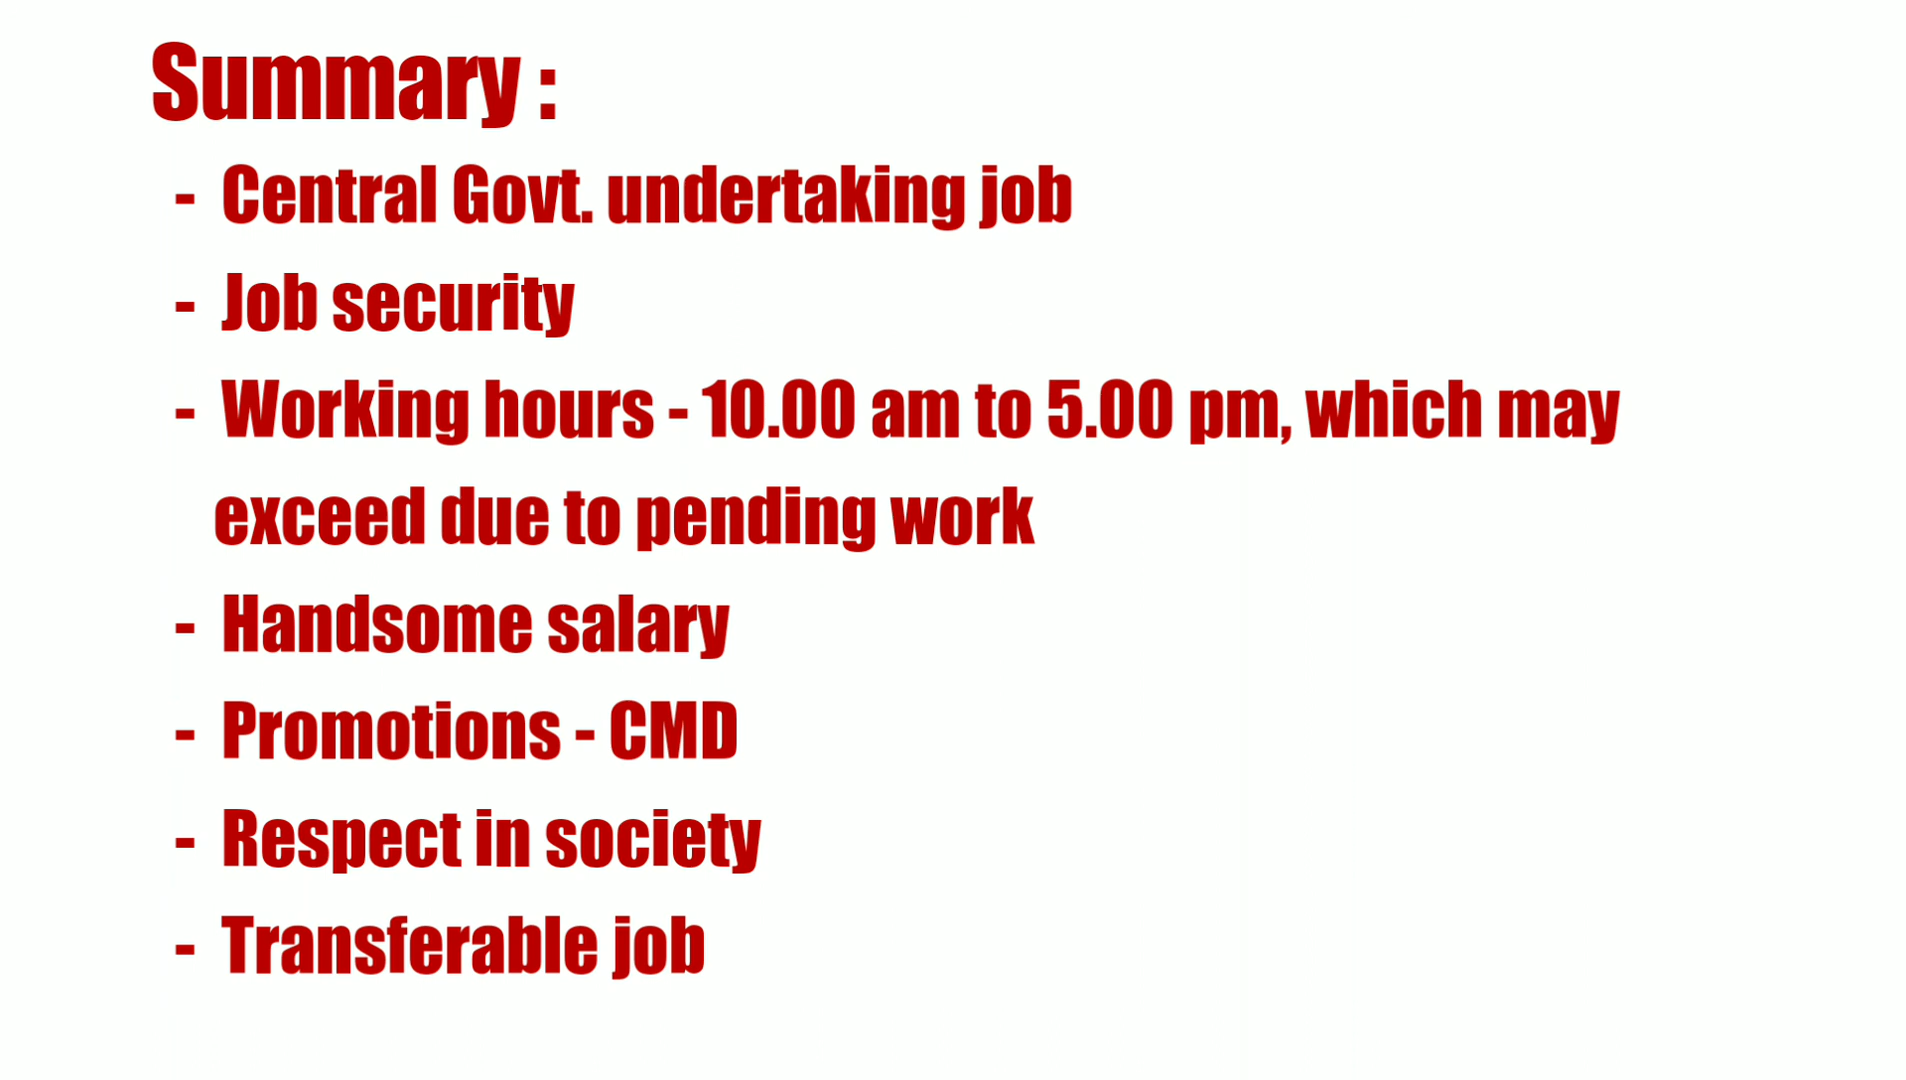 Summary :
- Central Govt. undertaking job
- Job security
- Working hours - 10.00 am to 5.00 pm, which may
exceed due to pending work
- Handsome salary
- Promotions - CMD
- Respect in society
- Transferable job